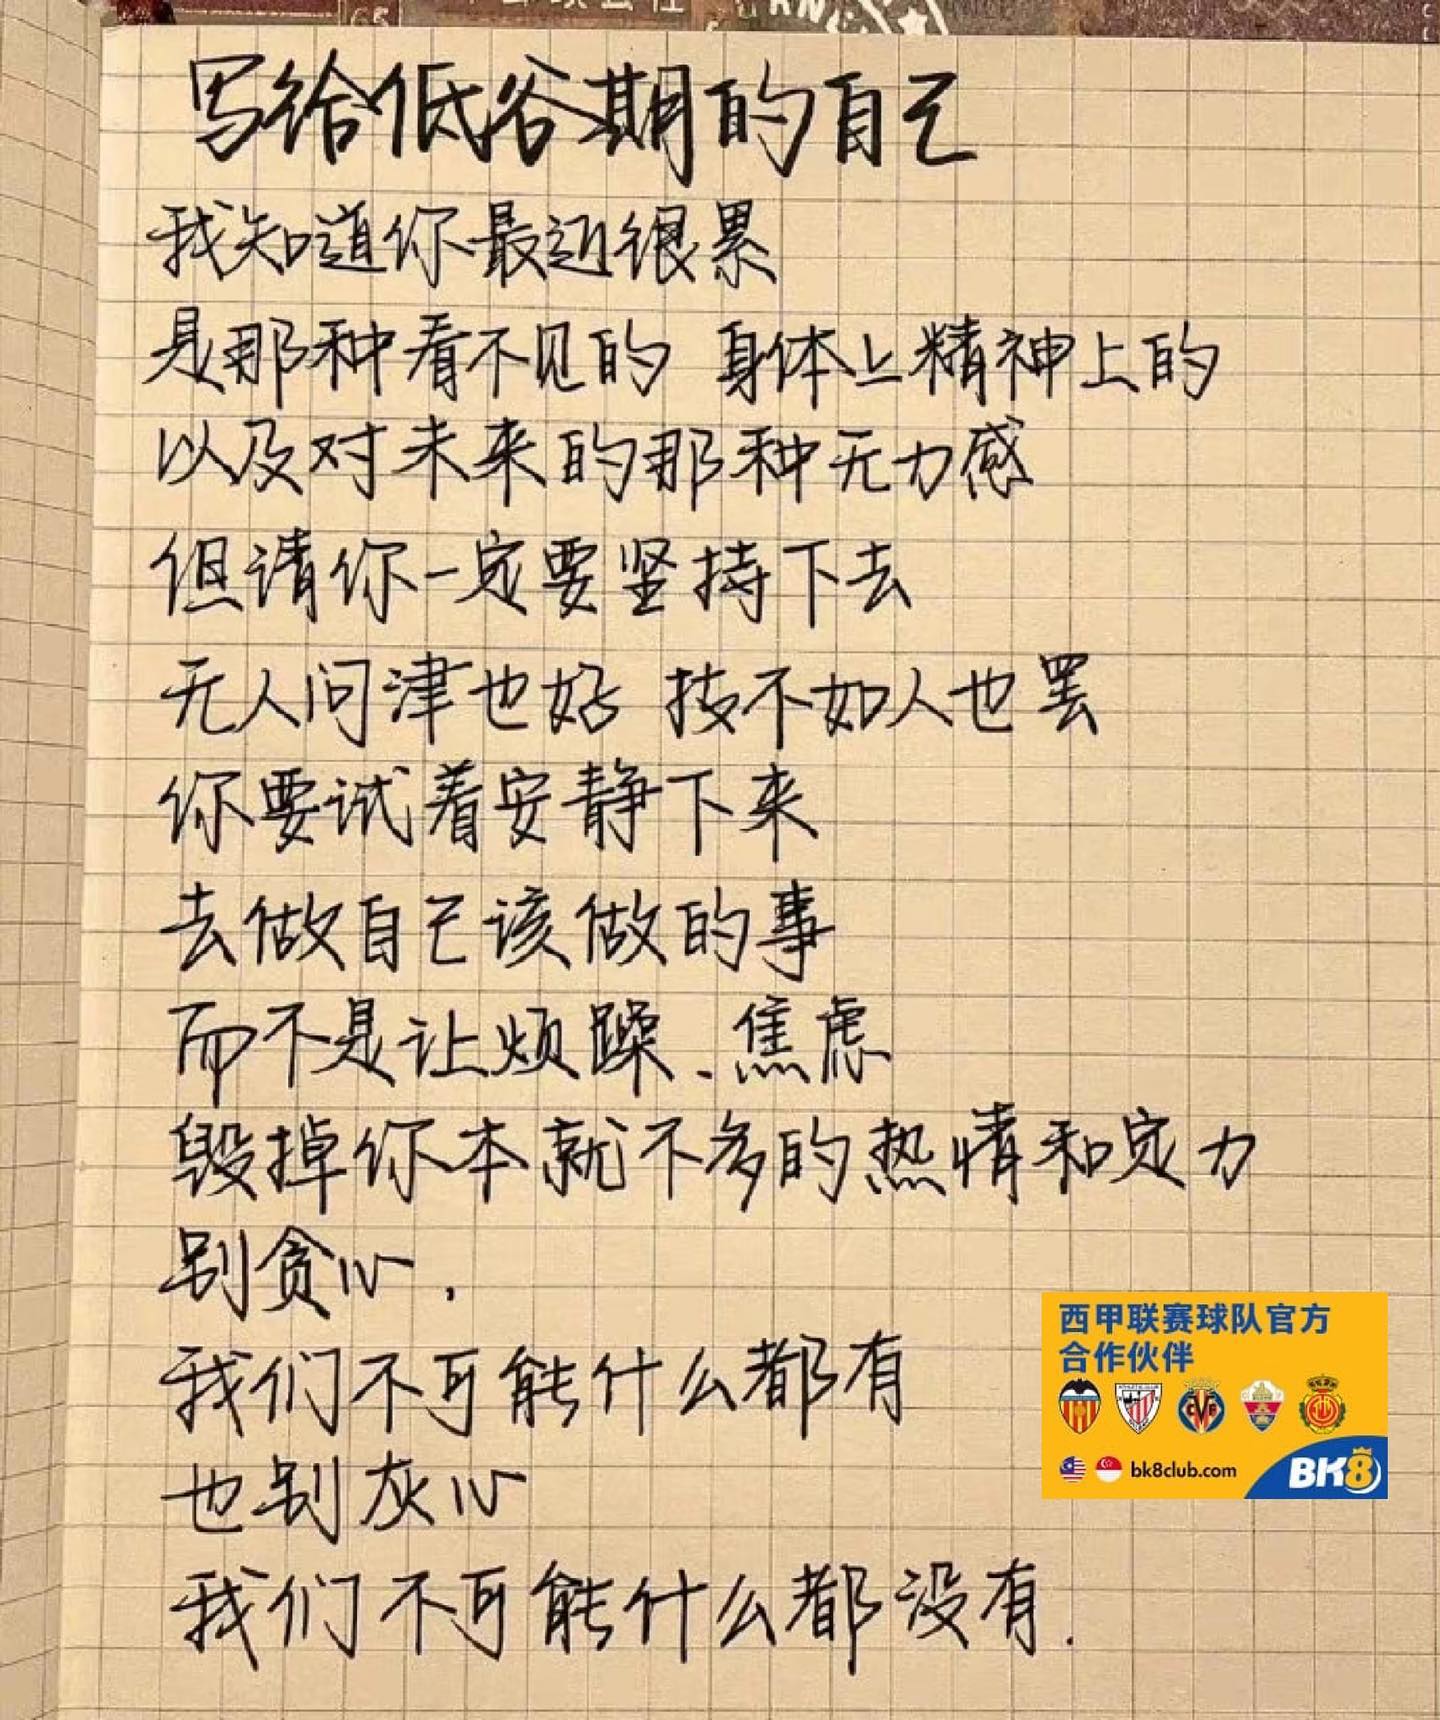 写给低谷期的自己
我知道你最近很累
是那种看不见的 身体上精神上的
以及对未来的那种无力感
但请你一定要坚持下去
无人问津也好 技不如人也罢
你要试着安静下来
去做自己该做的事
而不是让烦躁、焦虑
毁掉你本就不多的热情和定力
别贪心,
我们不可能什么都有
也别灰心
我们不可能什么都没有.
西甲联赛球队官方
合作伙伴
bk8club.com
BK8